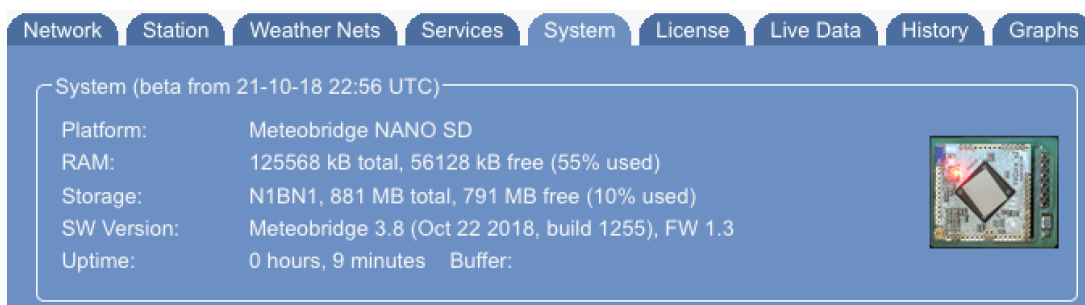 Network Station Weather Nets Services System License Live Data History Graphs
System (beta from 21-10-18 22:56 UTC)
Platform: Meteobridge NANO SD
RAM: 125568 kB total, 56128 kB free (55% used)
Storage: N1BN1, 881 MB total, 791 MB free (10% used)
SW Version: Meteobridge 3.8 (Oct 22 2018, build 1255), FW 1.3
Uptime: 0 hours, 9 minutes Buffer: